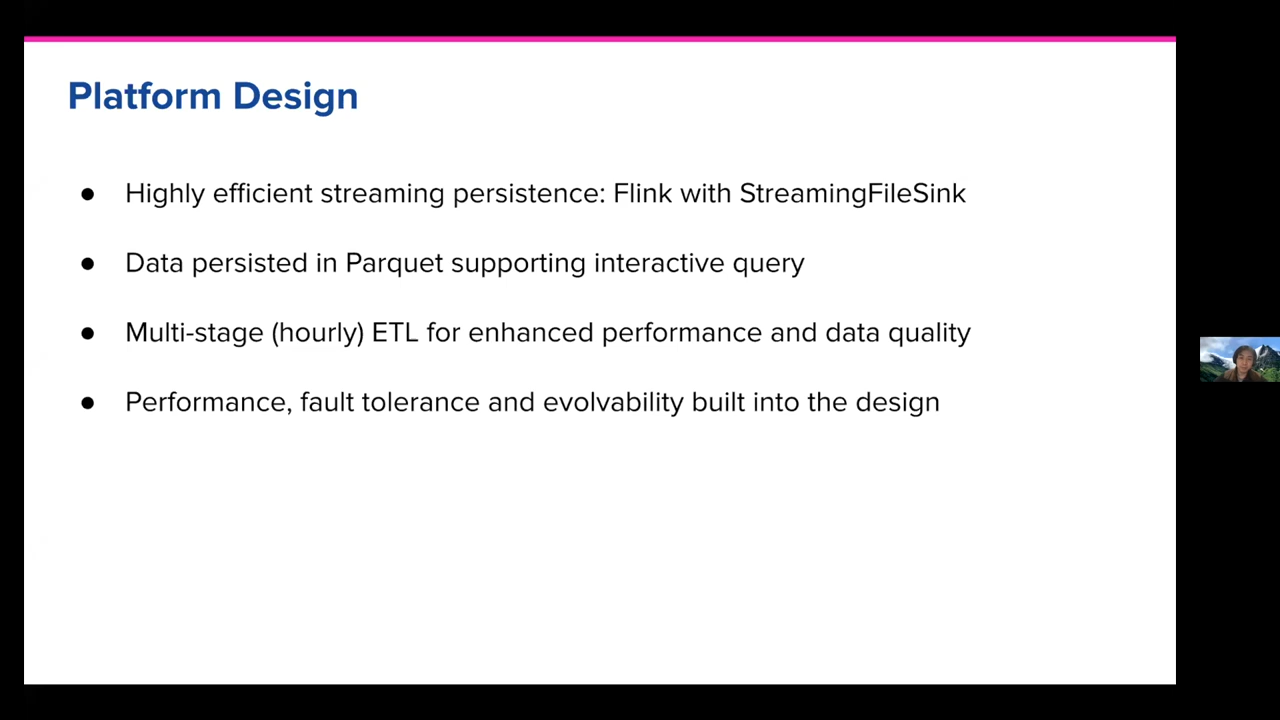 Platform Design
● Highly efficient streaming persistence: Flink with StreamingFileSink
● Data persisted in Parquet supporting interactive query
● Multi-stage (hourly) ETL for enhanced performance and data quality
● Performance, fault tolerance and evolvability built into the design